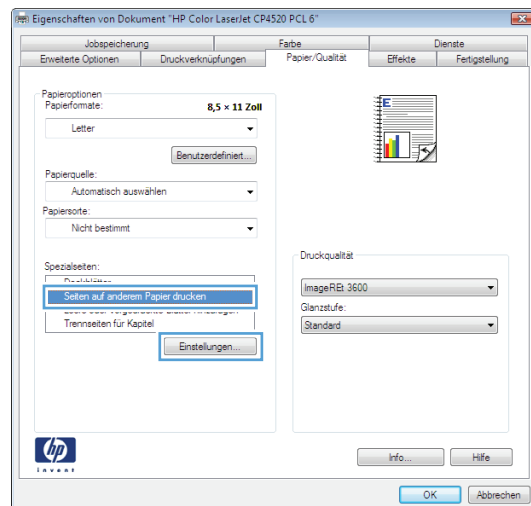 Eigenschaften von Dokument "HP Color LaserJet CP4520 PCL 6"
Jobspeicherung Farbe Dienste
Erweiterte Optionen Druckverknüpfungen Papier/Qualität Effekte Fertigstellung
Papieroptionen
Papierformate: 8,5 × 11 Zoll
Letter
Benutzerdefiniert...
Papierquelle:
Automatisch auswählen
Papiersorte:
Nicht bestimmt
Spezialseiten:
Seiten auf anderem Papier drucken
Trennseiten für Kapitel
Einstellungen...
E
Druckqualität
ImageREt 3600
Glanzstufe:
Standard
hp
invent
Info... Hilfe
OK Abbrechen